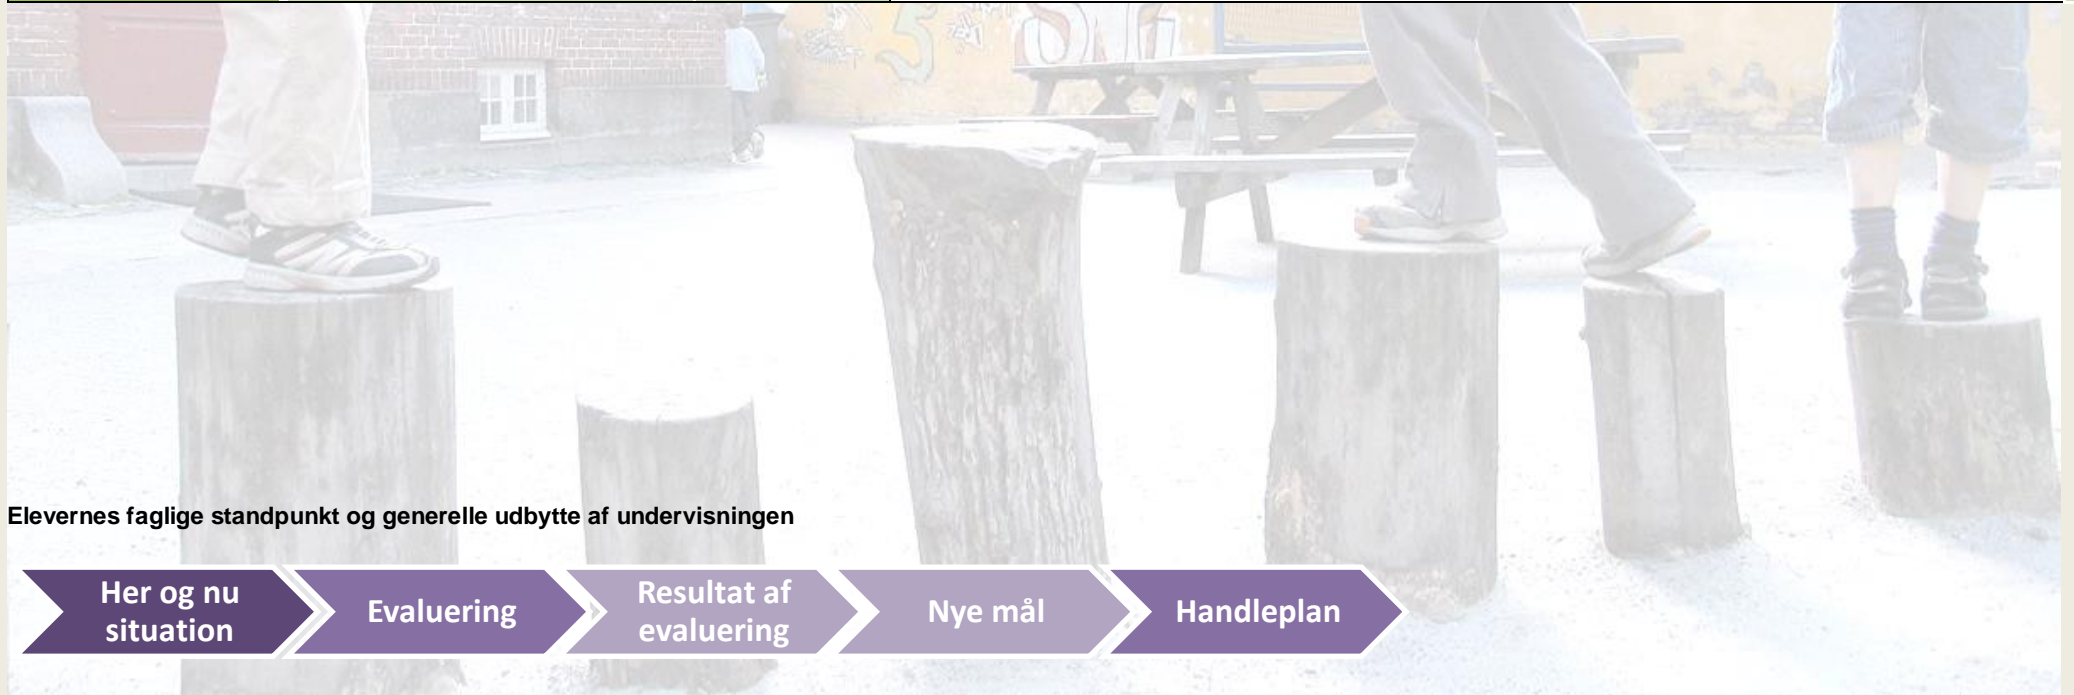 Elevernes faglige standpunkt og generelle udbytte af undervisningen
Her og nu
situation
Evaluering
Resultat af
evaluering
Nye mål
Handleplan